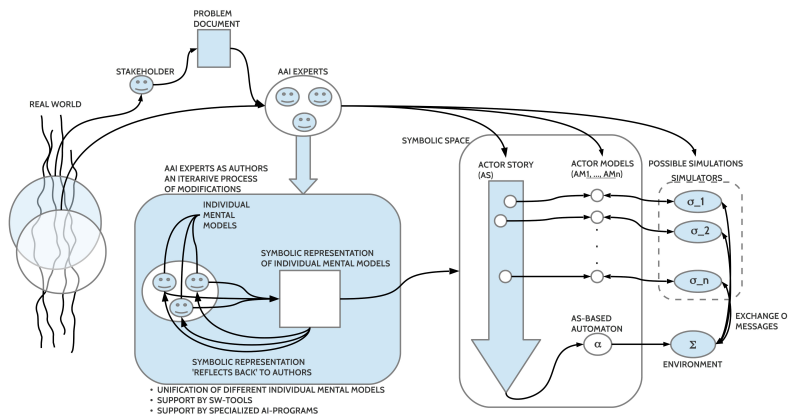 PROBLEM
DOCUMENT
STAKEHOLDER
AAI EXPERTS
REAL WORLD
SYMBOLIC SPACE
AAI EXPERTS AS AUTHORS
AN ITERARIVE PROCESS
OF MODIFICATIONS
ACTOR STORY
(AS)
ACTOR MODELS
(AM1, ..., AMn)
POSSIBLE SIMULATIONS
SIMULATORS
INDIVIDUAL
MENTAL
MODELS
SYMBOLIC REPRESENTATION
OF INDIVIDUAL MENTAL MODELS
σ_1
σ_2
.
.
.
σ_n
EXCHANGE O
MESSAGES
AS-BASED
AUTOMATON
α
Σ
ENVIRONMENT
SYMBOLIC REPRESENTATION
'REFLECTS BACK' TO AUTHORS
• UNIFICATION OF DIFFERENT INDIVIDUAL MENTAL MODELS
• SUPPORT BY SW-TOOLS
• SUPPORT BY SPECIALIZED AI-PROGRAMS